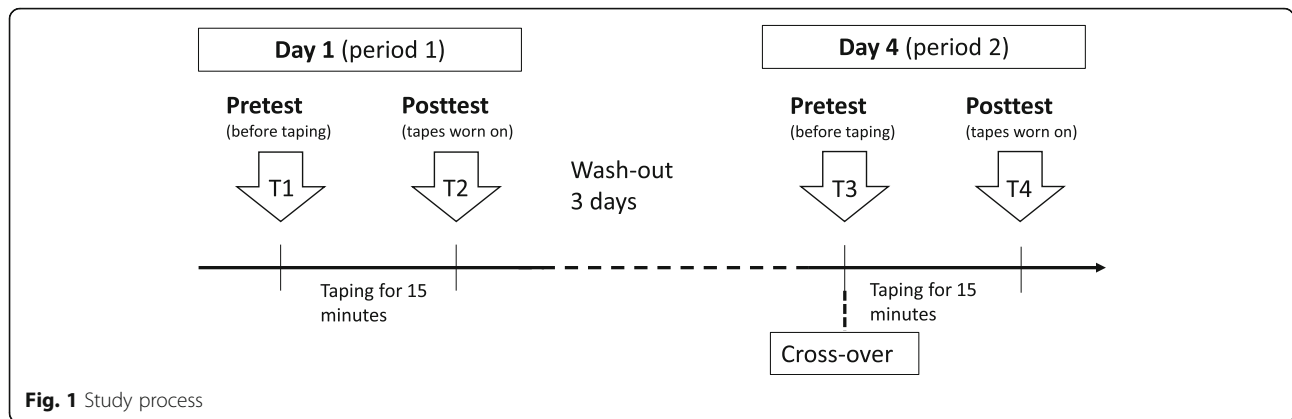 Day 1 (period 1)
Day 4 (period 2)
Pretest
(before taping)
Posttest
(tapes worn on)
Pretest
(before taping)
Posttest
(tapes worn on)
T1
T2
Wash-out
3 days
T3
T4
Taping for 15
minutes
Taping for 15
minutes
Cross-over
Fig. 1 Study process